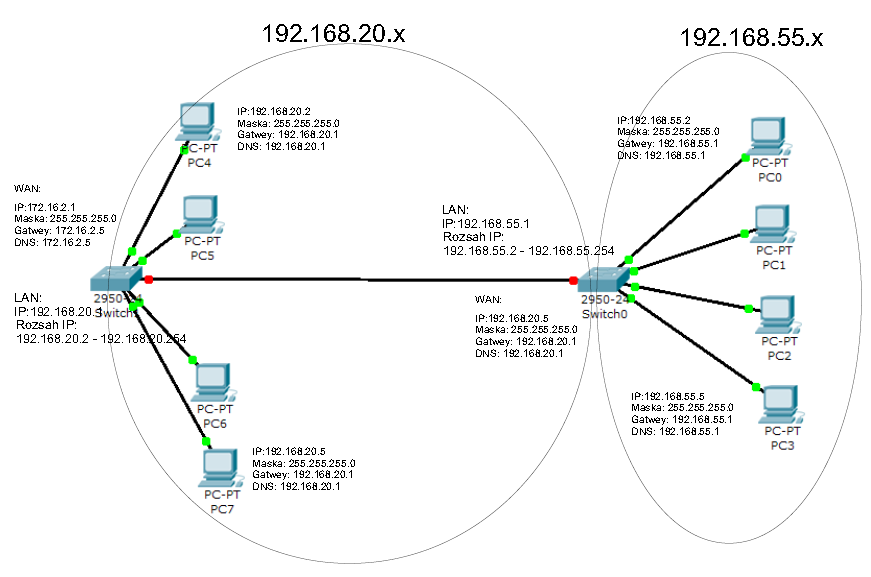 192.168.20.x
192.168.55.x
IP:192.168.20.2
Maska: 255.255.255.0
Gatwey: 192.168.20.1
DNS: 192.168.20.1
PC-PT
PC4
WAN:
IP:172.16.2.1
Maska: 255.255.255.0
Gatwey: 172.16.2.5
DNS: 172.16.2.5
PC-PT
PC5
2950-24
Switch1
LAN:
IP:192.168.20.1
Rozsah IP:
192.168.20.2 - 192.168.20.254
PC-PT
PC6
IP:192.168.20.5
Maska: 255.255.255.0
Gatwey: 192.168.20.1
DNS: 192.168.20.1
PC-PT
PC7
LAN:
IP:192.168.55.1
Rozsah IP:
192.168.55.2 - 192.168.55.254
WAN:
IP:192.168.20.5
Maska: 255.255.255.0
Gatwey: 192.168.20.1
DNS: 192.168.20.1
2950-24
Switch0
IP:192.168.55.2
Maska: 255.255.255.0
Gatwey: 192.168.55.1
DNS: 192.168.55.1
PC-PT
PC0
PC-PT
PC1
PC-PT
PC2
IP:192.168.55.5
Maska: 255.255.255.0
Gatwey: 192.168.55.1
DNS: 192.168.55.1
PC-PT
PC3